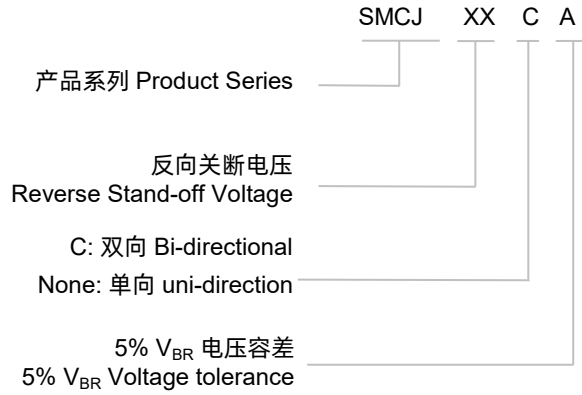 SMCJ XX C A
产品系列 Product Series
反向关断电压
Reverse Stand-off Voltage
C: 双向 Bi-directional
None: 单向 uni-direction
5% VBR 电压容差
5% VBR Voltage tolerance